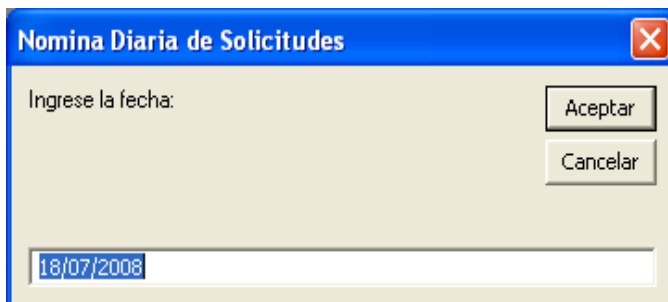 Nomina Diaria de Solicitudes
Ingrese la fecha:
Aceptar
Cancelar
18/07/2008